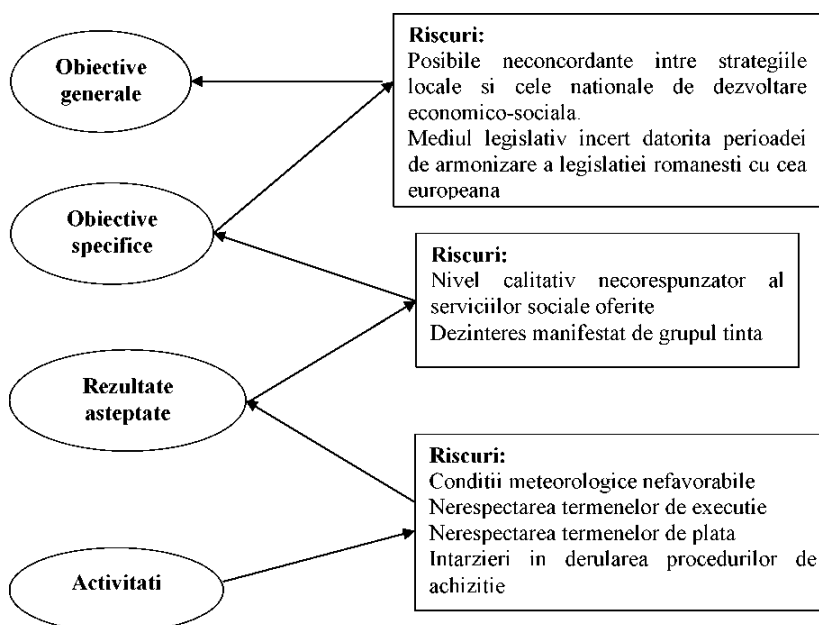 Obiective
generale
Riscuri:
Posibile neconcordante intre strategiile
locale si cele nationale de dezvoltare
economico-sociala.
Mediul legislativ incert datorita perioadei
de armonizare a legislatiei romanesti cu cea
europeana
Obiective
specifice
Riscuri:
Nivel calitativ necorespunzator al
serviciilor sociale oferite
Dezinteres manifestat de grupul tinta
Rezultate
asteptate
Riscuri:
Conditii meteorologice nefavorabile
Nerespectarea termenelor de executie
Nerespectarea termenelor de plata
Intarzieri in derularea procedurilor de
achizitie
Activitati